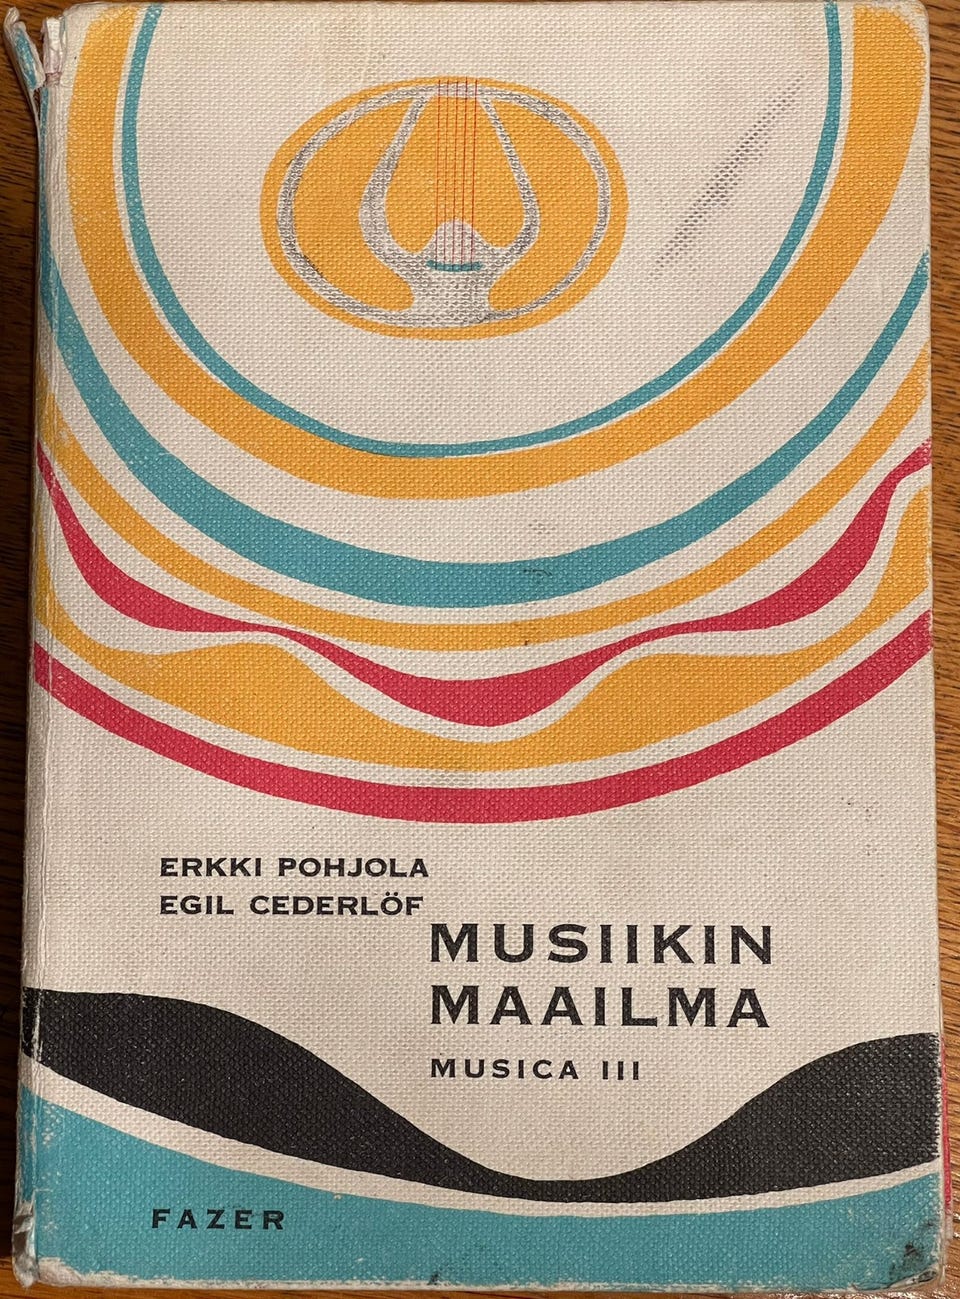 ERKKI POHJOLA
EGIL CEDERLÖF
MUSIIKIN
MAAILMA
MUSICA III
FAZER